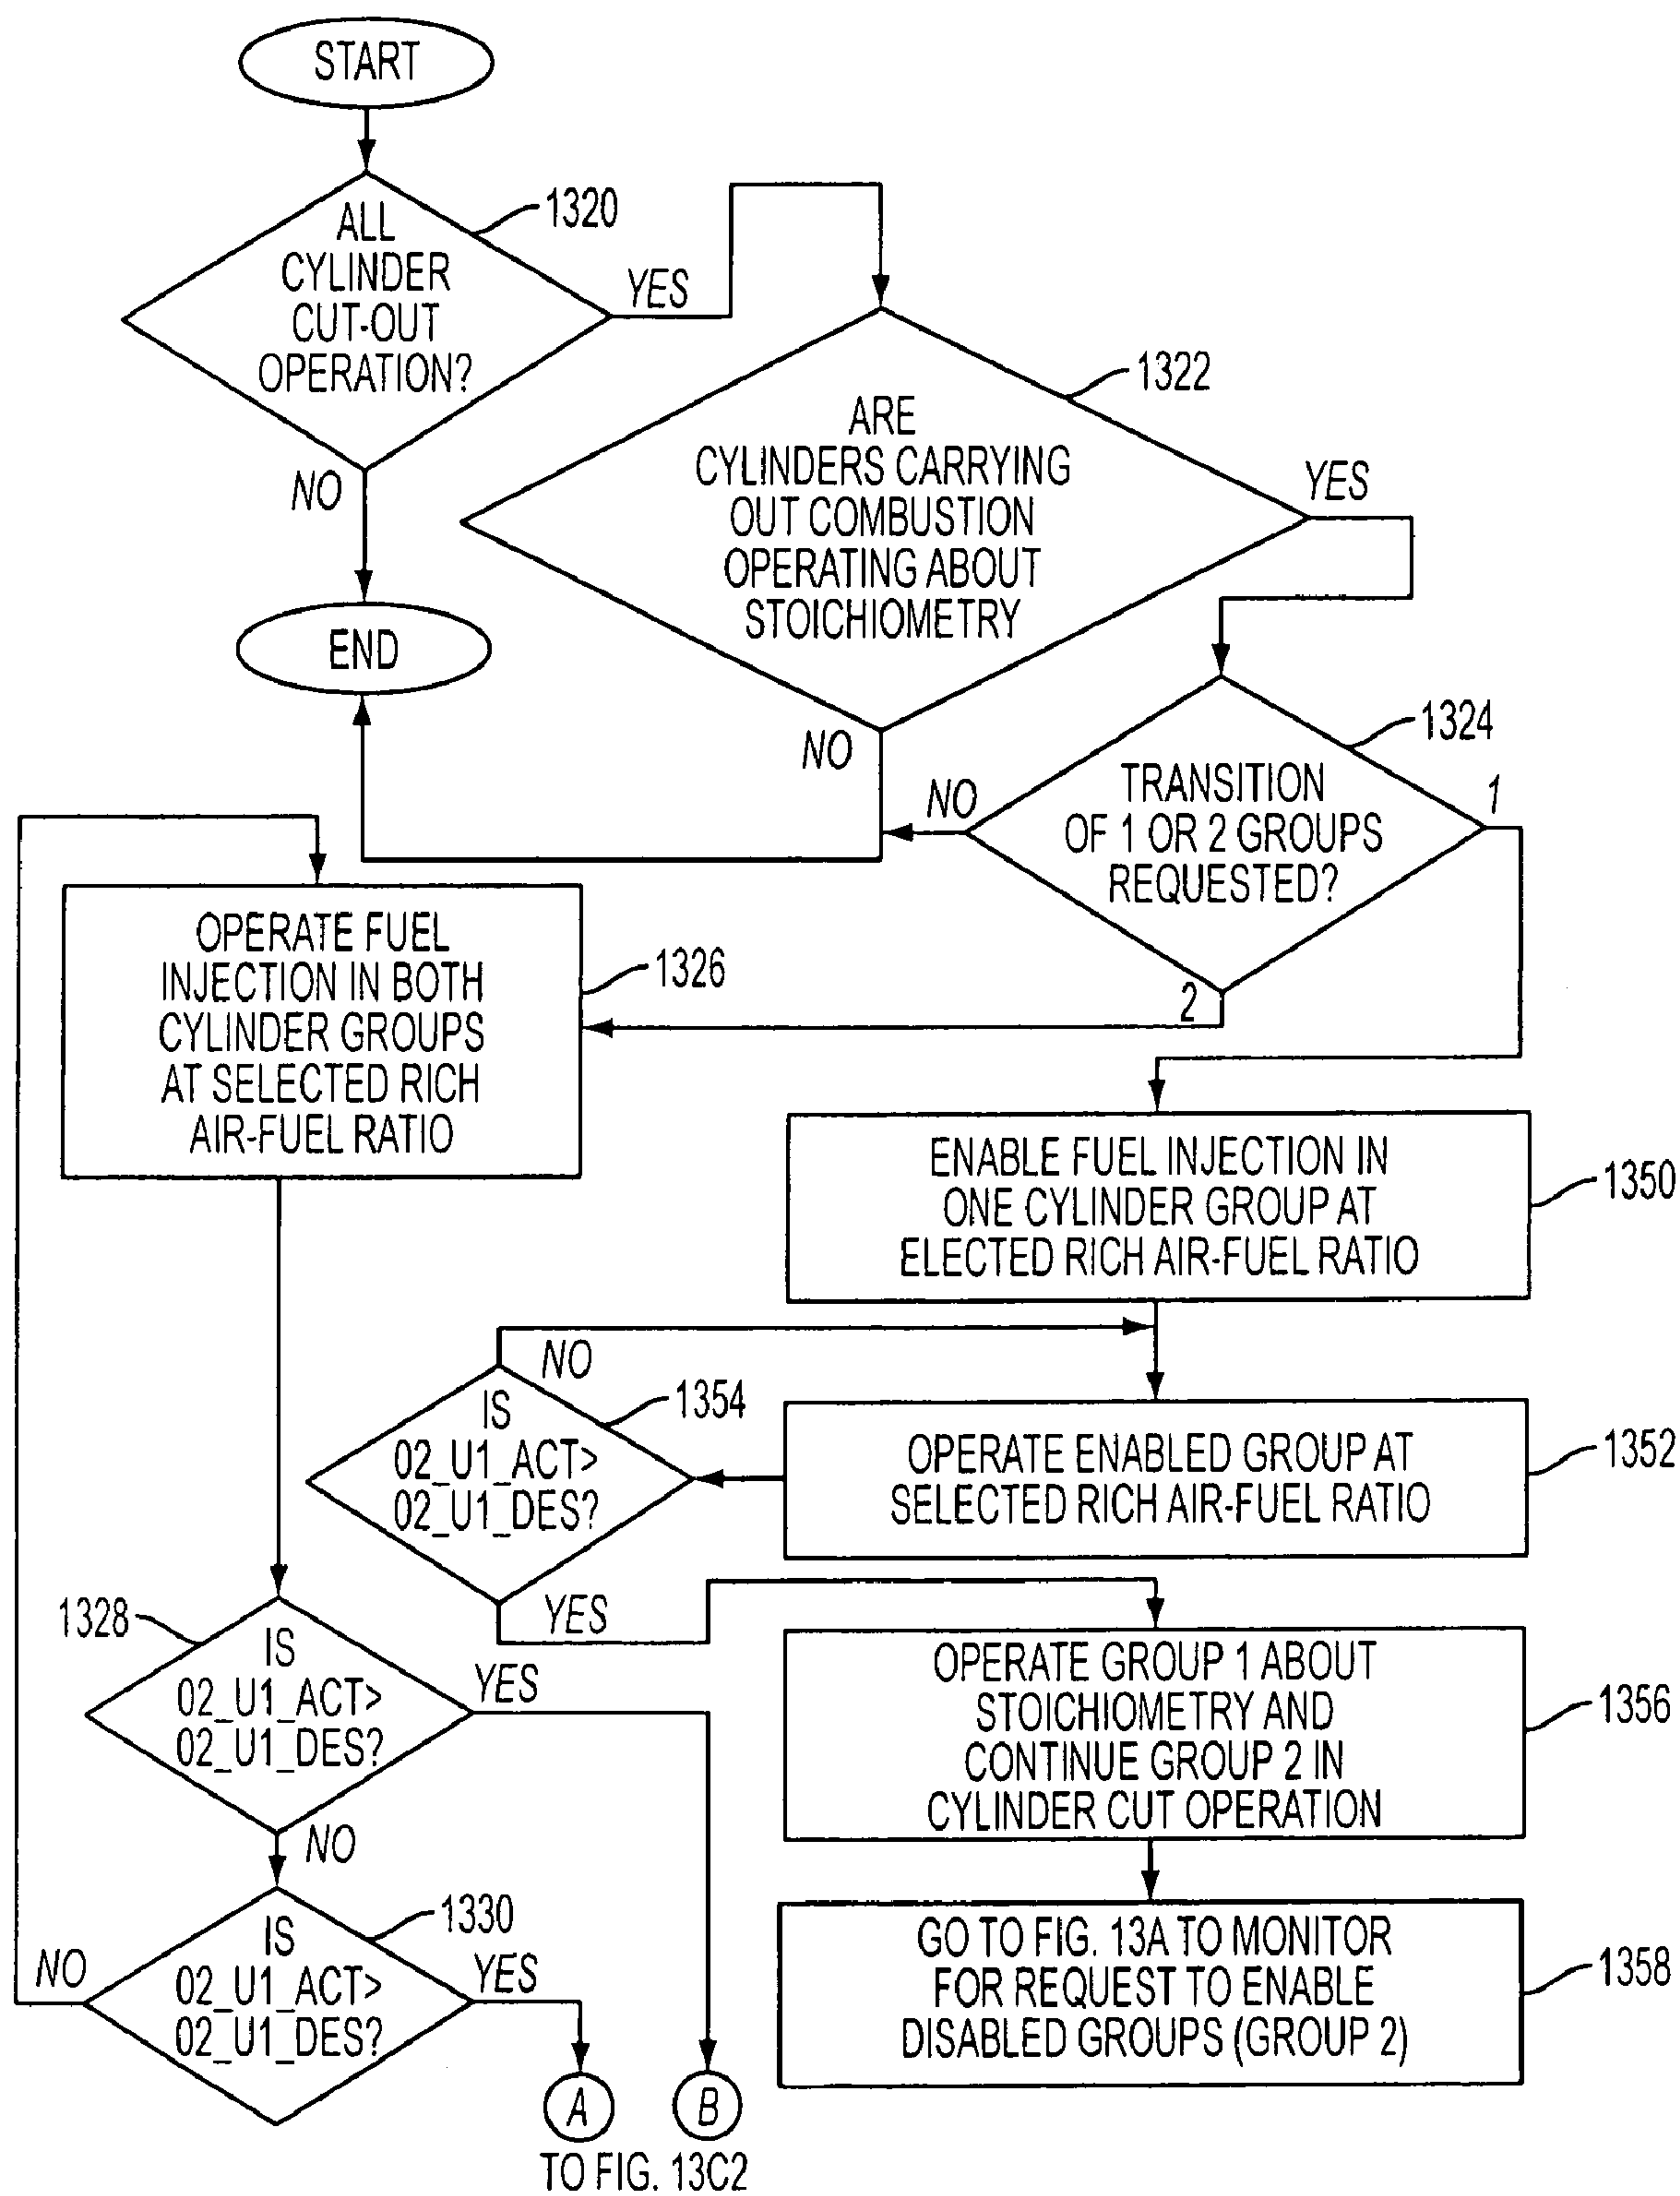 START
1320
ALL
CYLINDER
CUT-OUT
OPERATION?
YES
NO
END
1322
ARE
CYLINDERS CARRYING
OUT COMBUSTION
OPERATING ABOUT
STOICHIOMETRY
YES
NO
1324
TRANSITION
OF 1 OR 2 GROUPS
REQUESTED?
NO
1
2
OPERATE FUEL
INJECTION IN BOTH
CYLINDER GROUPS
AT SELECTED RICH
AIR-FUEL RATIO
1326
ENABLE FUEL INJECTION IN
ONE CYLINDER GROUP AT
ELECTED RICH AIR-FUEL RATIO
1350
NO
1354
IS
02_U1_ACT>
02_U1_DES?
YES
OPERATE ENABLED GROUP AT
SELECTED RICH AIR-FUEL RATIO
1352
1328
IS
02_U1_ACT>
02_U1_DES?
YES
NO
OPERATE GROUP 1 ABOUT
STOICHIOMETRY AND
CONTINUE GROUP 2 IN
CYLINDER CUT OPERATION
1356
1330
IS
02_U1_ACT>
02_U1_DES?
NO
YES
GO TO FIG. 13A TO MONITOR
FOR REQUEST TO ENABLE
DISABLED GROUPS (GROUP 2)
1358
A
B
TO FIG. 13C2